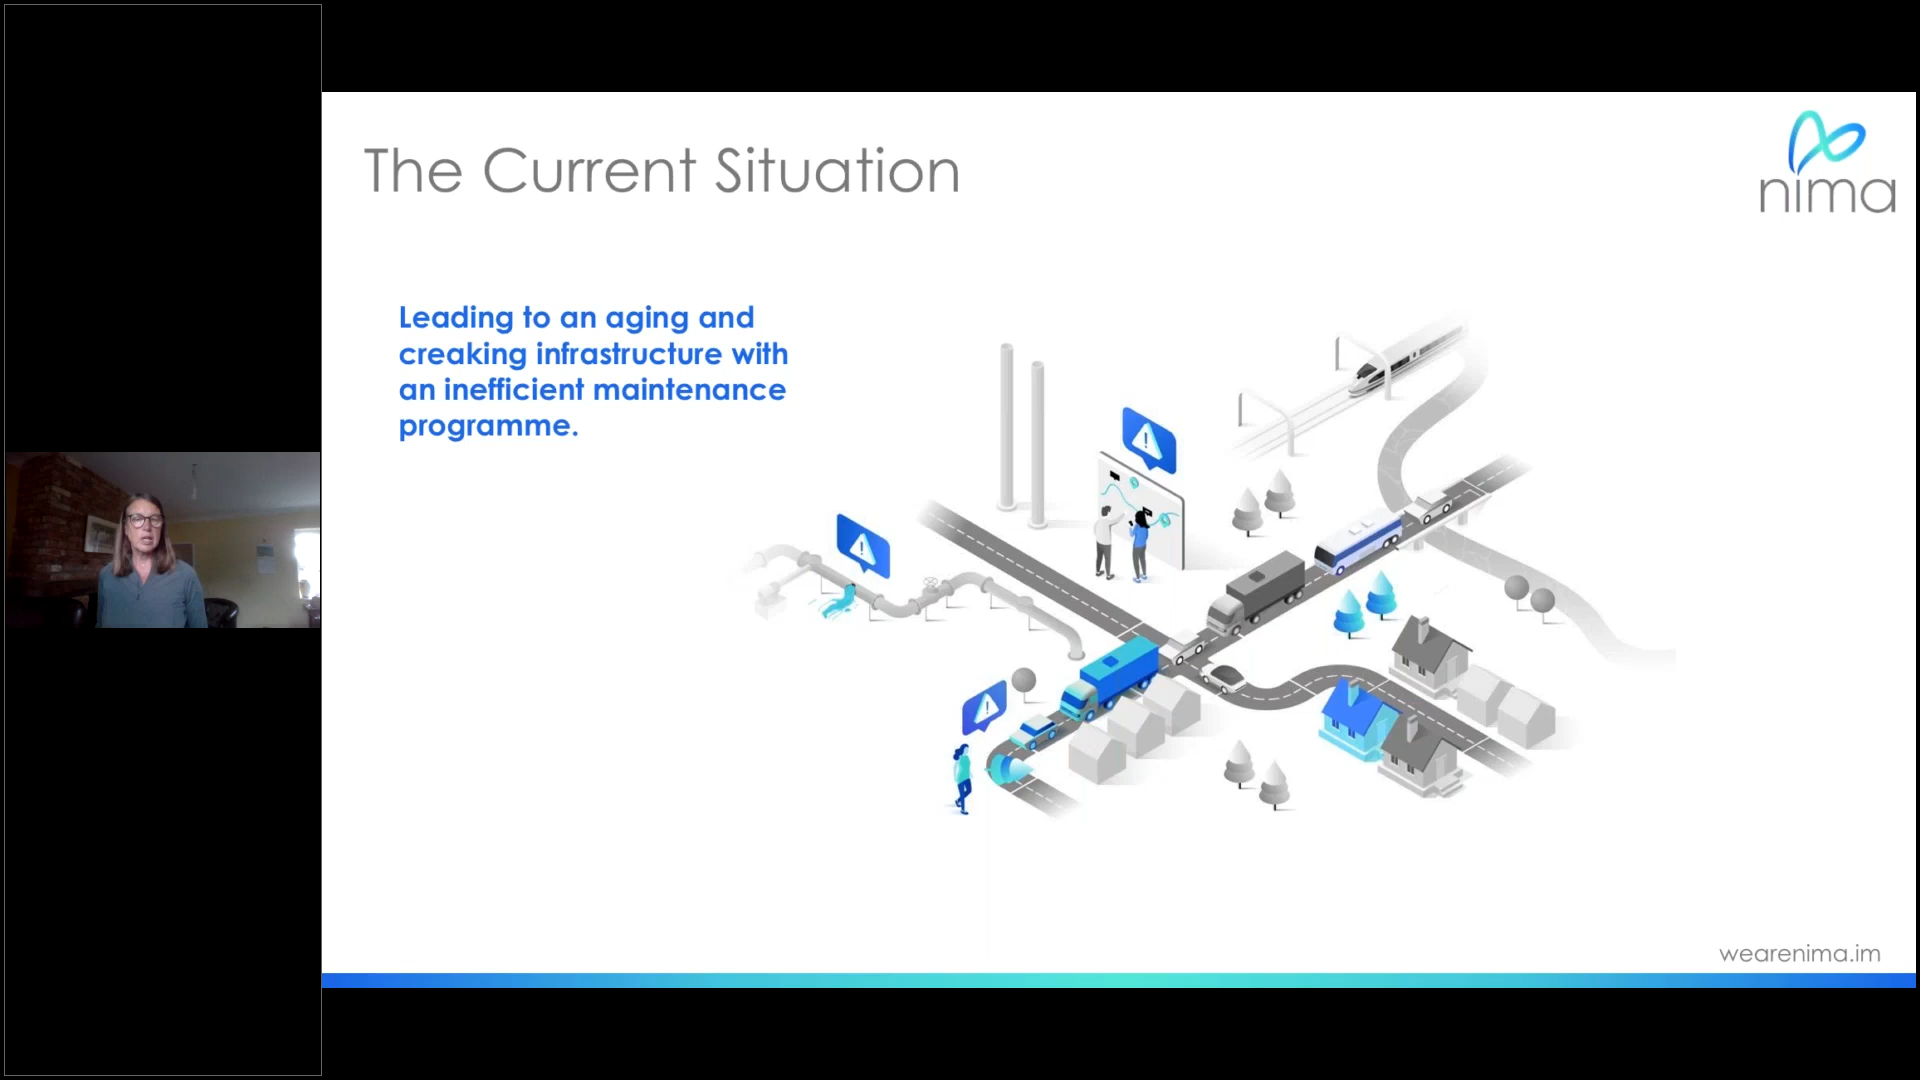 The Current Situation
nima
Leading to an aging and
creaking infrastructure with
an inefficient maintenance
programme.
wearenima.im